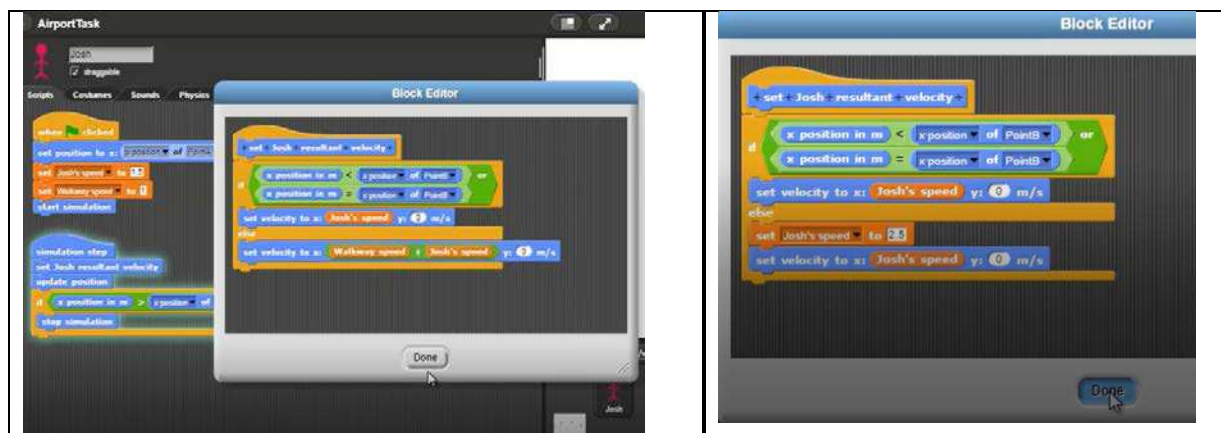 AirportTask
Josh
draggable
Scripts Costumes Sounds Physics
when clicked
set position to x: x position of
set Josh's speed to 1.5
set Walkway speed to 1
start simulation
simulation step
set Josh resultant velocity
update position
if x position in m > x position of
stop simulation
Block Editor
+ set + Josh + resultant + velocity +
if x position in m < x position of PointB or
x position in m = x position of PointB
set velocity to x: Josh's speed y: 0 m/s
else
set velocity to x: Walkway speed + Josh's speed y: 0 m/s
Done
Josh
Block Editor
+ set + Josh + resultant + velocity +
if x position in m < x position of PointB or
x position in m = x position of PointB
set velocity to x: Josh's speed y: 0 m/s
else
set Josh's speed to 2.5
set velocity to x: Josh's speed y: 0 m/s
Done